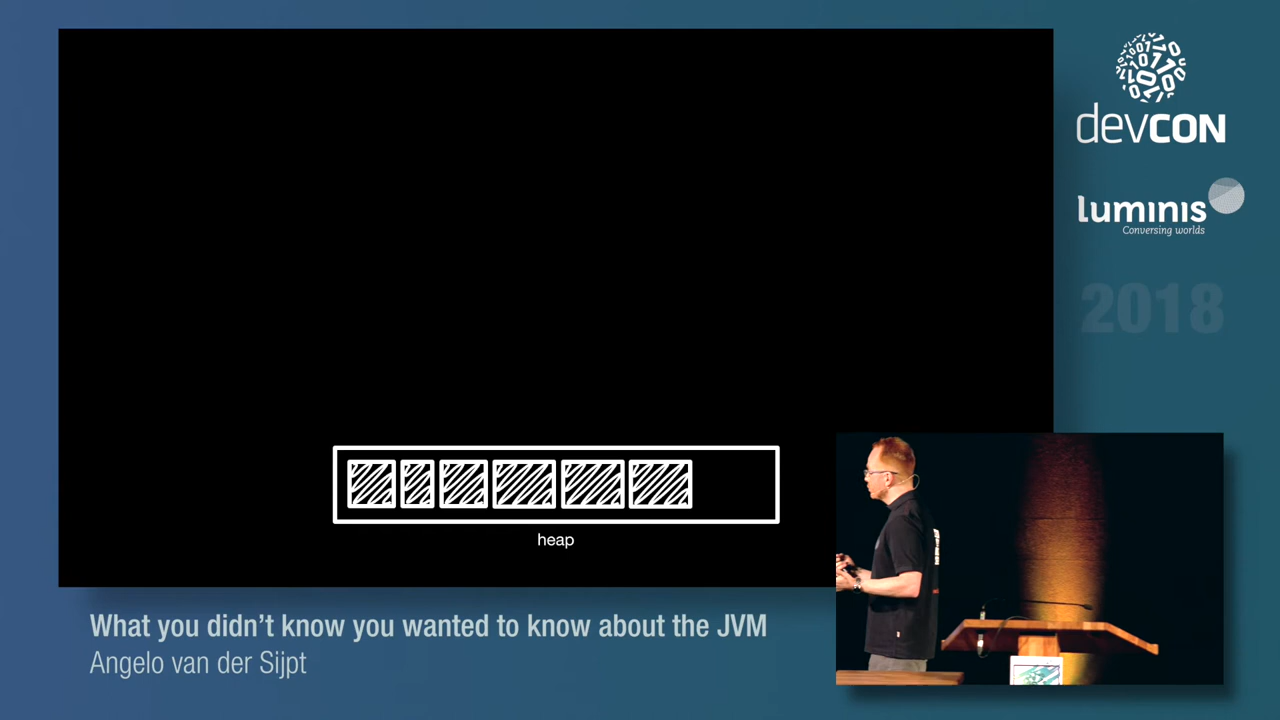 devCON
luminis
Conversing worlds
2018
heap
What you didn't know you wanted to know about the JVM
Angelo van der Sijpt